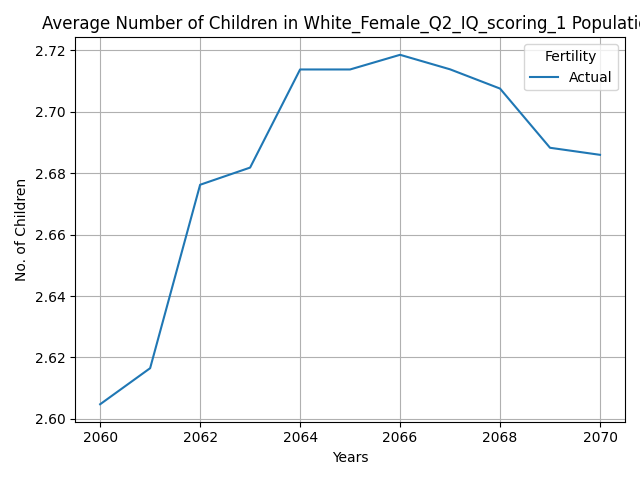 Average Number of Children in White_Female_Q2_IQ_scoring_1 
2.72
2.70
2.68
2.66
2.64
2.62
2.60
No. of Children
Fertility
Actual
2060 2062 2064 2066 2068 2070
Years